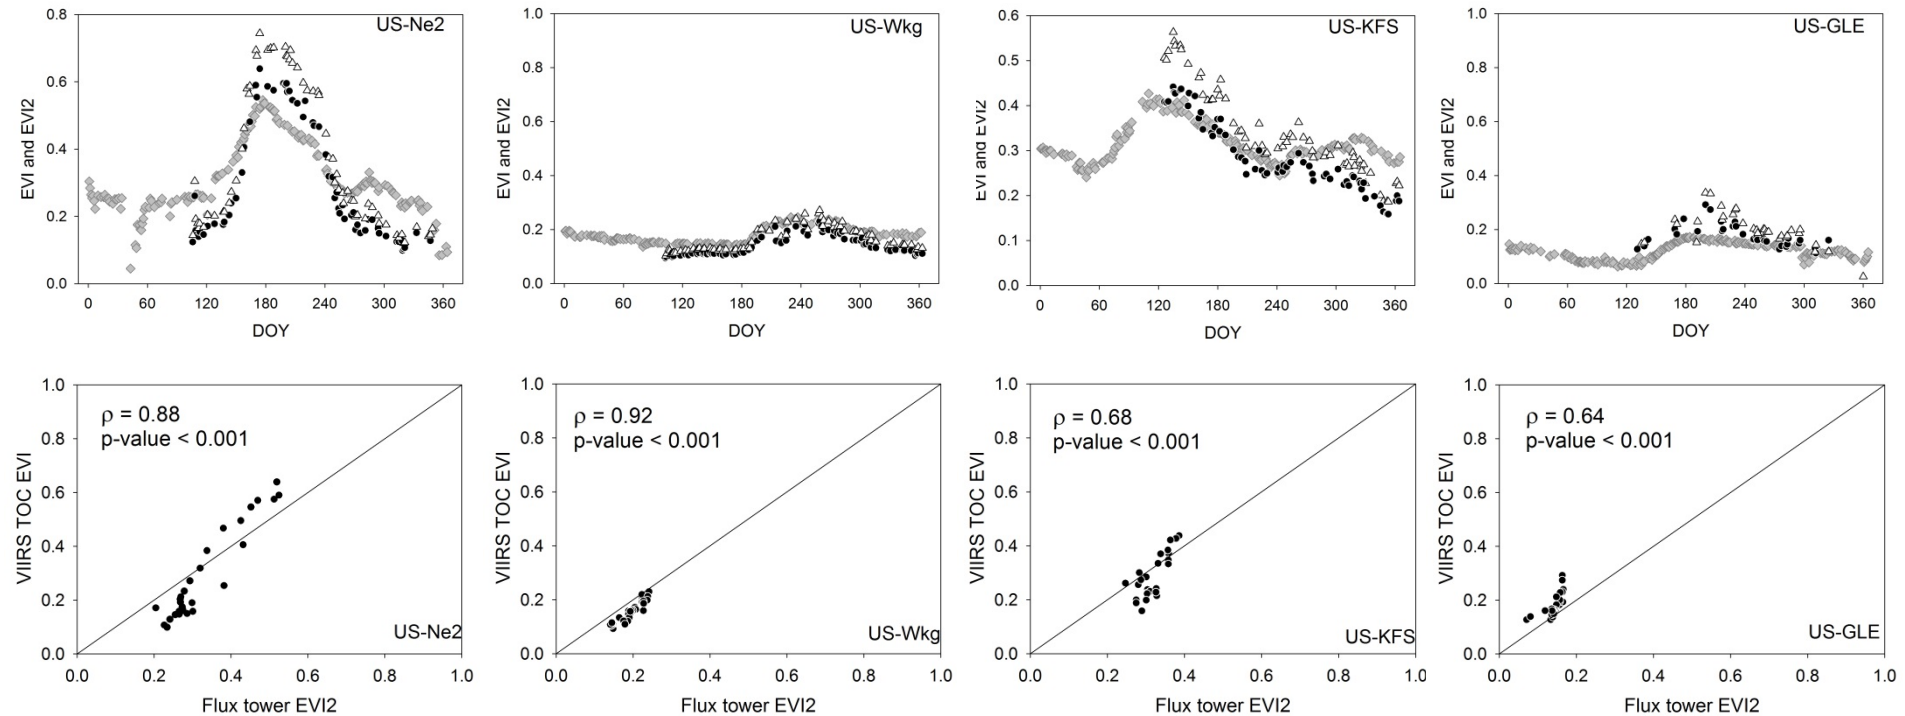 US-Ne2
EVI and EVI2
0.8
0.6
0.4
0.2
0.0
0 60 120 180 240 300 360
DOY
US-Wkg
EVI and EVI2
1.0
0.8
0.6
0.4
0.2
0.0
0 60 120 180 240 300 360
DOY
US-KFS
EVI and EVI2
0.6
0.5
0.4
0.3
0.2
0.1
0.0
0 60 120 180 240 300 360
DOY
US-GLE
EVI and EVI2
1.0
0.8
0.6
0.4
0.2
0.0
0 60 120 180 240 300 360
DOY
ρ = 0.88
p-value < 0.001
VIIRS TOC EVI
1.0
0.8
0.6
0.4
0.2
0.0
US-Ne2
0.0 0.2 0.4 0.6 0.8 1.0
Flux tower EVI2
ρ = 0.92
p-value < 0.001
VIIRS TOC EVI
1.0
0.8
0.6
0.4
0.2
0.0
US-Wkg
0.0 0.2 0.4 0.6 0.8 1.0
Flux tower EVI2
ρ = 0.68
p-value < 0.001
VIIRS TOC EVI
1.0
0.8
0.6
0.4
0.2
0.0
US-KFS
0.0 0.2 0.4 0.6 0.8 1.0
Flux tower EVI2
ρ = 0.64
p-value < 0.001
VIIRS TOC EVI
1.0
0.8
0.6
0.4
0.2
0.0
US-GLE
0.0 0.2 0.4 0.6 0.8 1.0
Flux tower EVI2